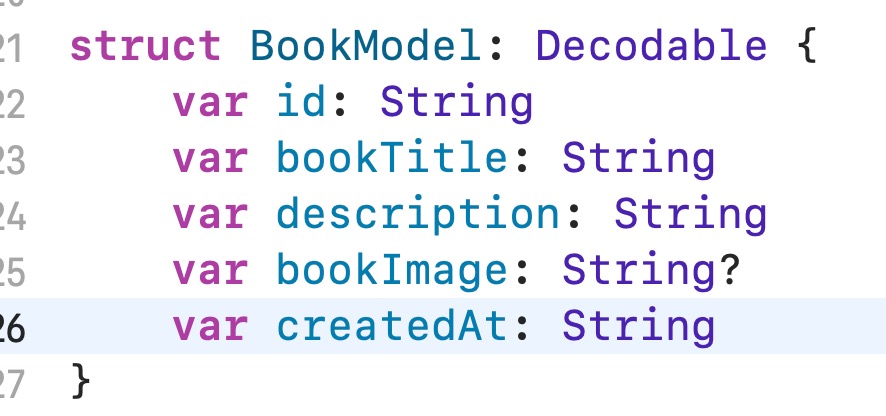 21 struct BookModel: Decodable {
22 var id: String
23 var bookTitle: String
24 var description: String
25 var bookImage: String?
26 var createdAt: String
27 }